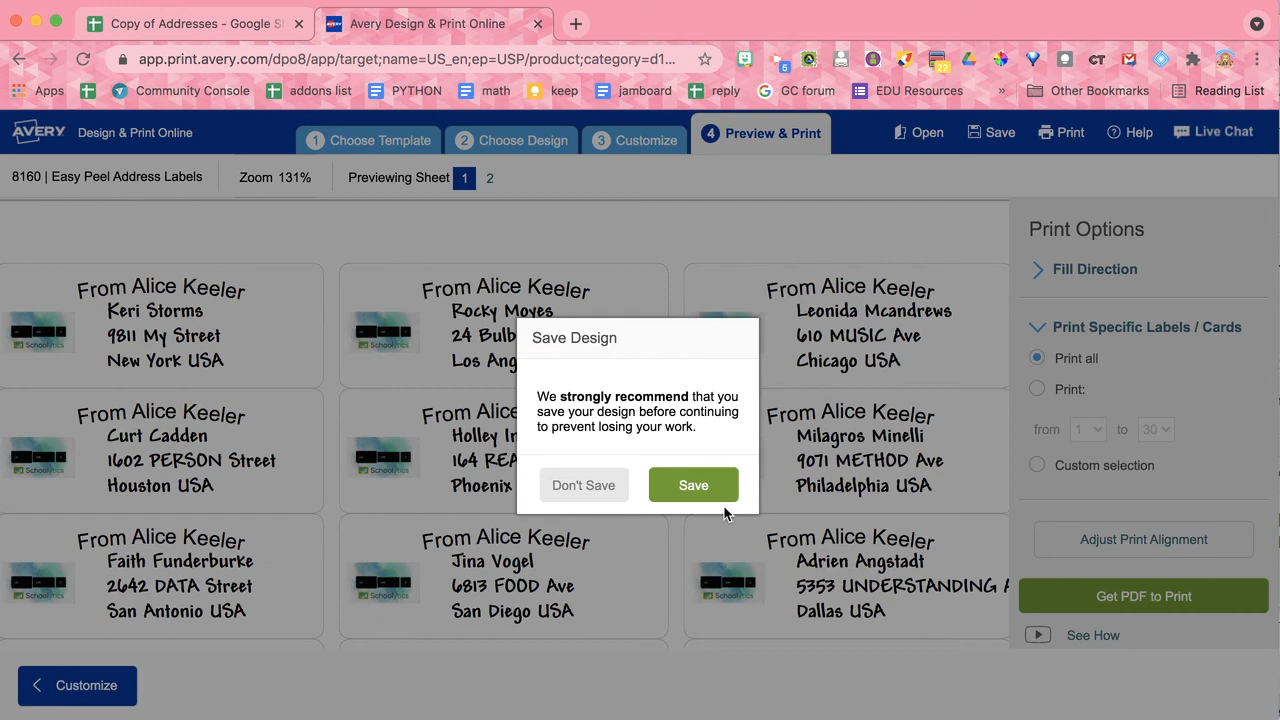 Copy of Addresses - Google S
Avery Design & Print Online
app.print.avery.com/dpo8/app/target;name=US_en;ep=USP/product;category=d1...
5
22
CT
Apps
Community Console
addons list
PYTHON
math
keep
jamboard
reply
GC forum
EDU Resources
»
Other Bookmarks
Reading List
AVERY
Design & Print Online
1 Choose Template
2 Choose Design
3 Customize
4 Preview & Print
Open
Save
Print
Help
Live Chat
8160 | Easy Peel Address Labels
Zoom 131%
Previewing Sheet 1 2
From Alice Keeler
Keri Storms
9811 My Street
New York USA
Schoolytics
From Alice Keeler
Rocky Moyes
24 Bulb
Los Ang
Schoolytics
From Alice Keeler
Leonida Mcandrews
610 MUSIC Ave
Chicago USA
From Alice Keeler
Curt Cadden
1602 PERSON Street
Houston USA
Schoolytics
Holley
164 REA
Phoenix
Schoolytics
Milagros Minelli
9071 METHOD Ave
Philadelphia USA
From Alice Keeler
Faith Funderburke
2642 DATA Street
San Antonio USA
Schoolytics
From Alice Keeler
Jina Vogel
6813 FOOD Ave
San Diego USA
Schoolytics
From Alice Keeler
Adrien Angstadt
5353 UNDERSTANDING A
Dallas USA
Schoolytics
Save Design
We strongly recommend that you
save your design before continuing
to prevent losing your work.
Don't Save
Save
Print Options
Fill Direction
Print Specific Labels / Cards
Print all
Print:
from 1 to 30
Custom selection
Adjust Print Alignment
Get PDF to Print
See How
Customize